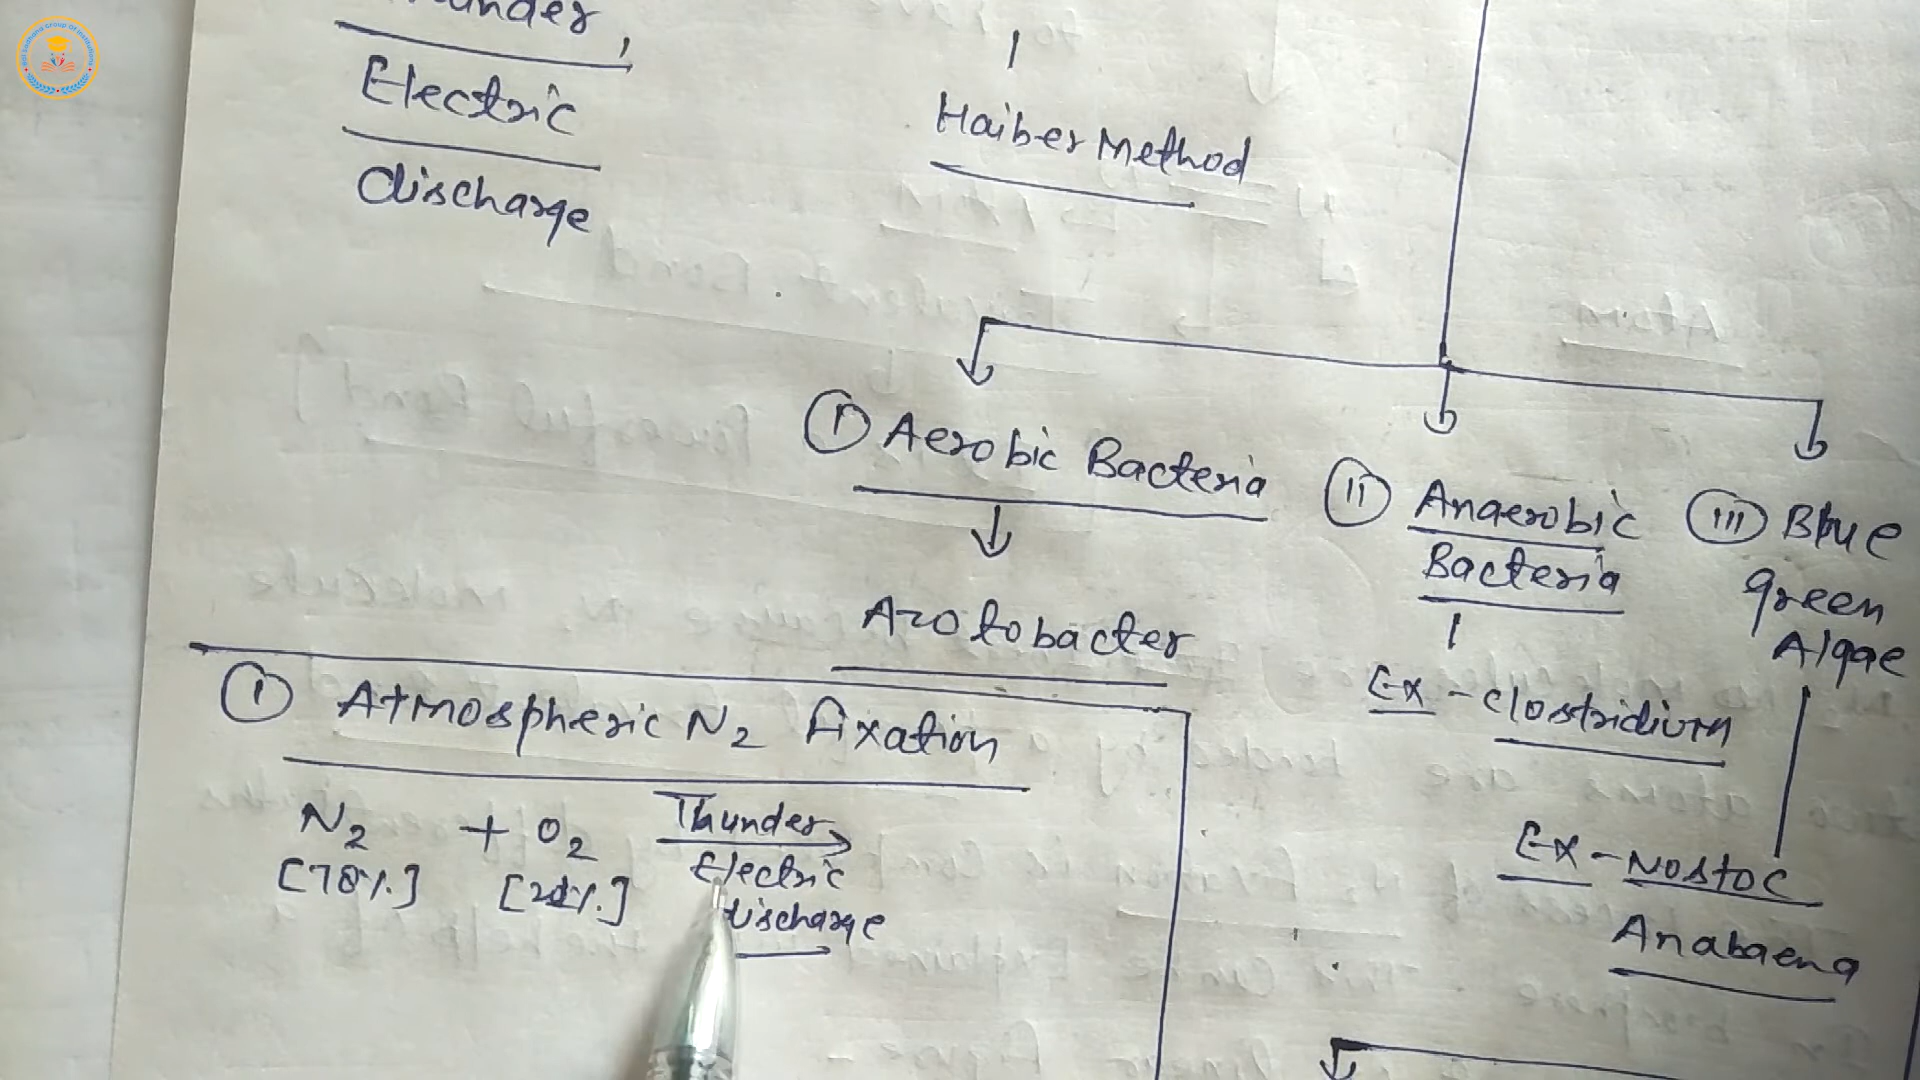 Electric
discharge
Haiber Method
I Aerobic Bacteria
Azotobacter
II Anaerobic
Bacteria
Ex - Clostridium
III Blue
green
Algae
Ex - Nostoc
Anabaena
1 Atmospheric N2 fixation
N2 + O2 Thunder
[78%] [21%] Electric
discharge